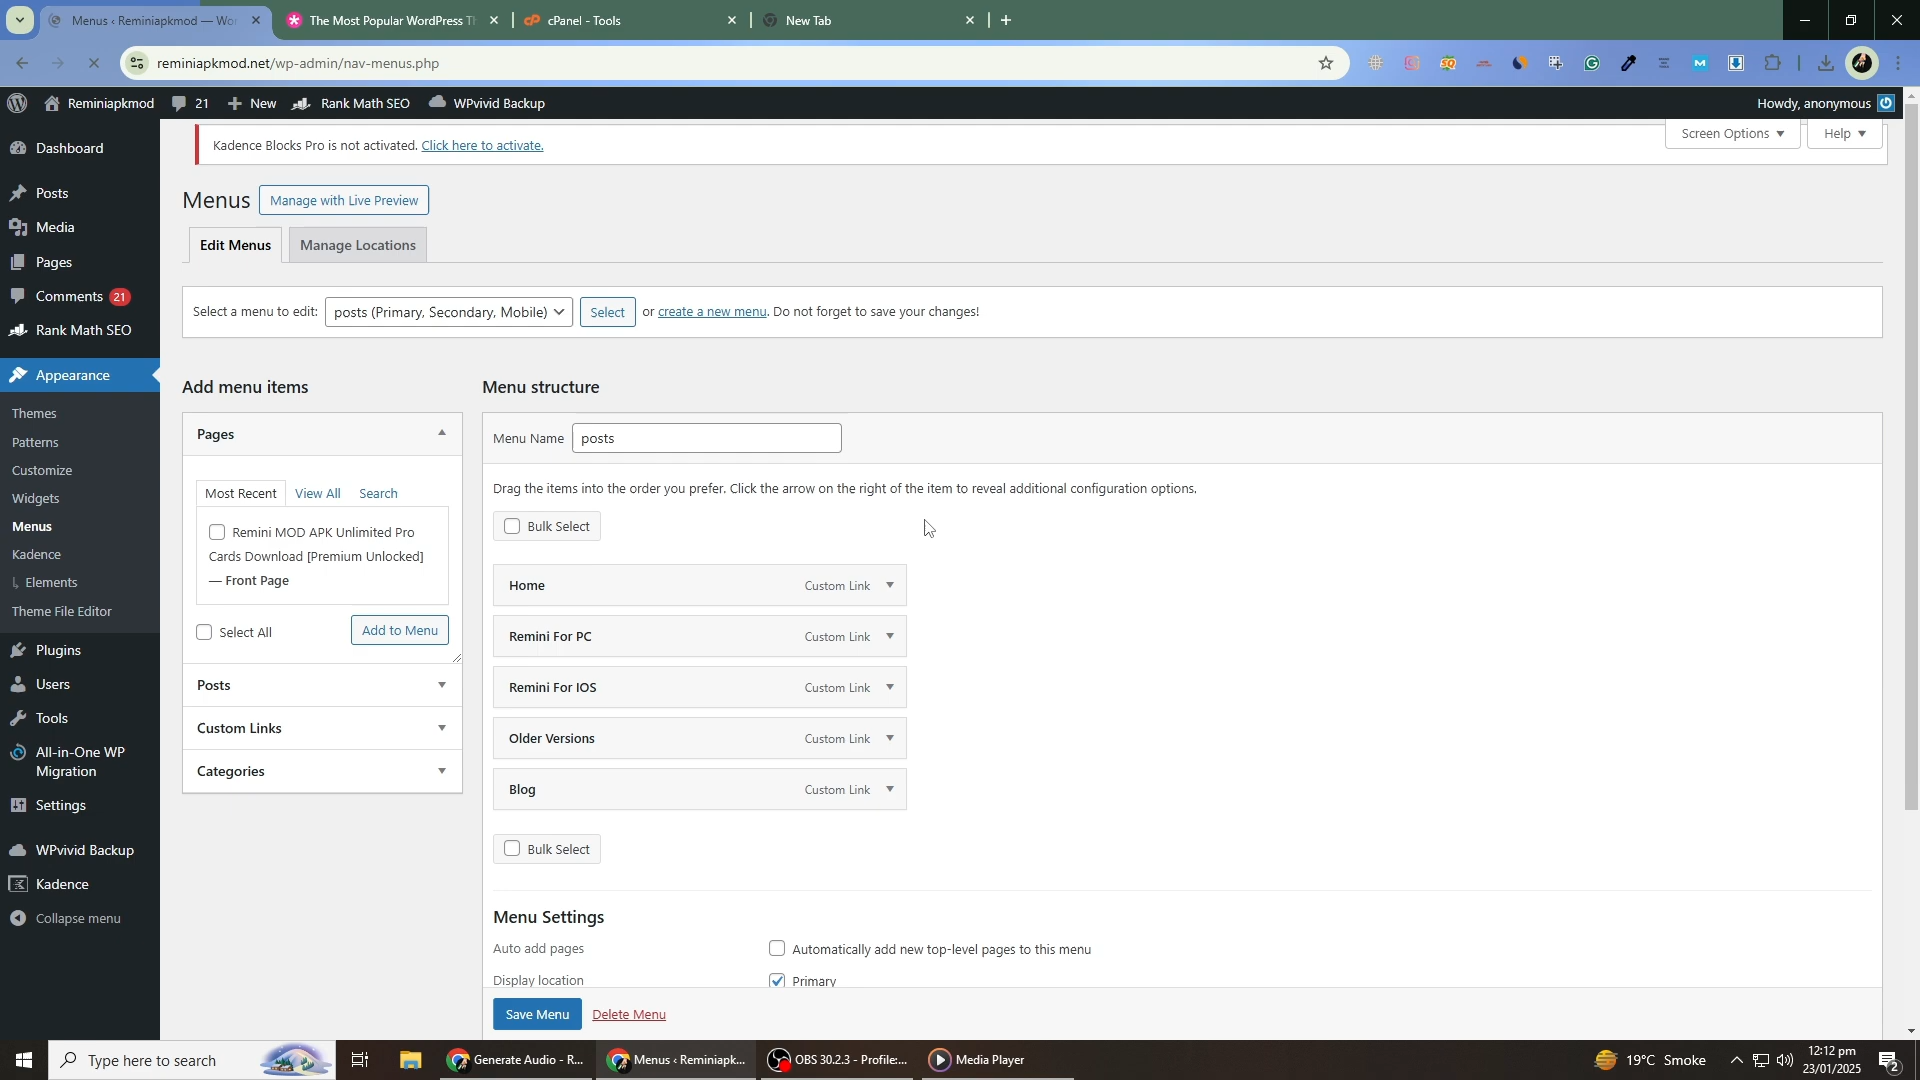 Menus ‹ Reminiapkmod — Wor
The Most Popular WordPress Th
cPanel - Tools
New Tab
reminiapkmod.net/wp-admin/nav-menus.php
Reminiapkmod
21
New
Rank Math SEO
WPvivid Backup
Howdy, anonymous
Dashboard
Posts
Media
Pages
Comments 21
Rank Math SEO
Appearance
Themes
Patterns
Customize
Widgets
Menus
Kadence
Elements
Theme File Editor
Plugins
Users
Tools
All-in-One WP
Migration
Settings
WPvivid Backup
Kadence
Collapse menu
Kadence Blocks Pro is not activated. Click here to activate.
Screen Options
Help
Menus
Manage with Live Preview
Edit Menus
Manage Locations
Select a menu to edit: posts (Primary, Secondary, Mobile) Select or create a new menu. Do not forget to save your changes!
Add menu items
Pages
Most Recent View All Search
Remini MOD APK Unlimited Pro
Cards Download [Premium Unlocked]
— Front Page
Select All
Add to Menu
Posts
Custom Links
Categories
Menu structure
Menu Name posts
Drag the items into the order you prefer. Click the arrow on the right of the item to reveal additional configuration options.
Bulk Select
Home Custom Link
Remini For PC Custom Link
Remini For IOS Custom Link
Older Versions Custom Link
Blog Custom Link
Bulk Select
Menu Settings
Auto add pages Automatically add new top-level pages to this menu
Display location Primary
Save Menu Delete Menu
Type here to search
Generate Audio - R...
Menus ‹ Reminiapk...
OBS 30.2.3 - Profile:...
Media Player
19°C Smoke
12:12 pm
23/01/2025
2